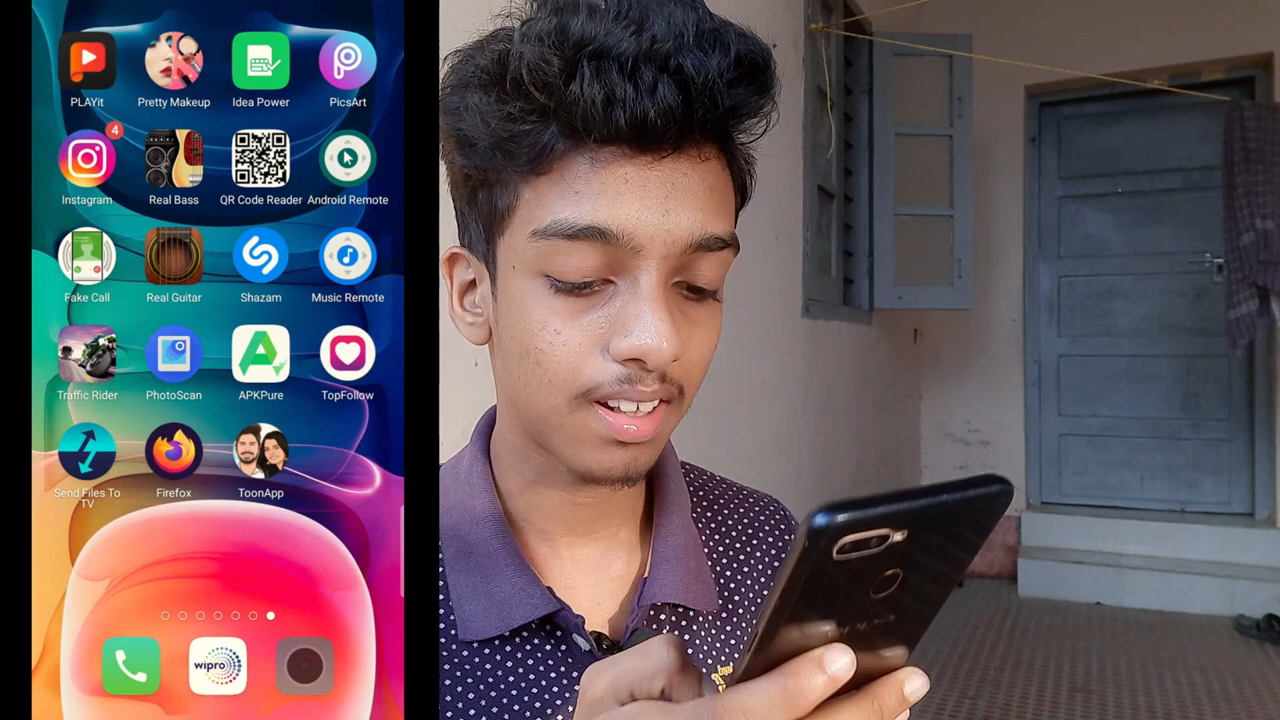 PLAYit
Pretty Makeup
Idea Power
PicsArt
4
Instagram
Real Bass
QR Code Reader
Android Remote
Fake Call
Real Guitar
Shazam
Music Remote
Traffic Rider
PhotoScan
APKPure
TopFollow
Send Files To
TV
Firefox
ToonApp
wipro